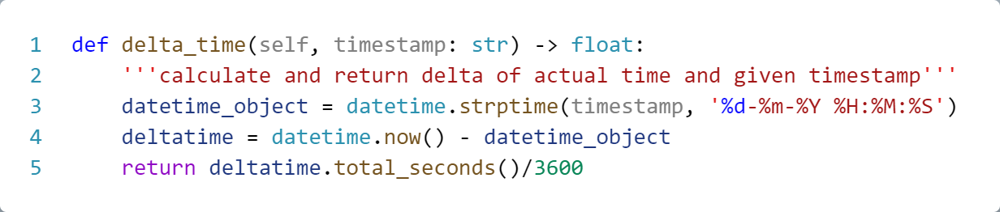 1 def delta_time(self, timestamp: str) -> float:
2     '''calculate and return delta of actual time and given timestamp'''
3     datetime_object = datetime.strptime(timestamp, '%d-%m-%Y %H:%M:%S')
4     deltatime = datetime.now() - datetime_object
5     return deltatime.total_seconds()/3600